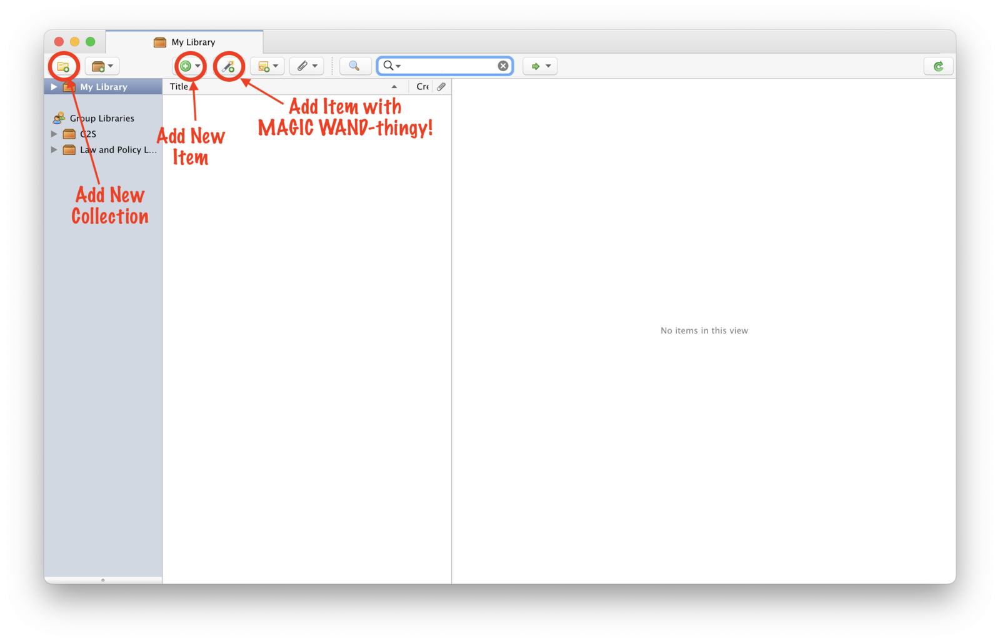 My Library
My Library
Title
Cre
Add Item with
MAGIC WAND-thingy!
Group Libraries
C2S
Law and Policy L...
Add New
Item
Add New
Collection
No items in this view